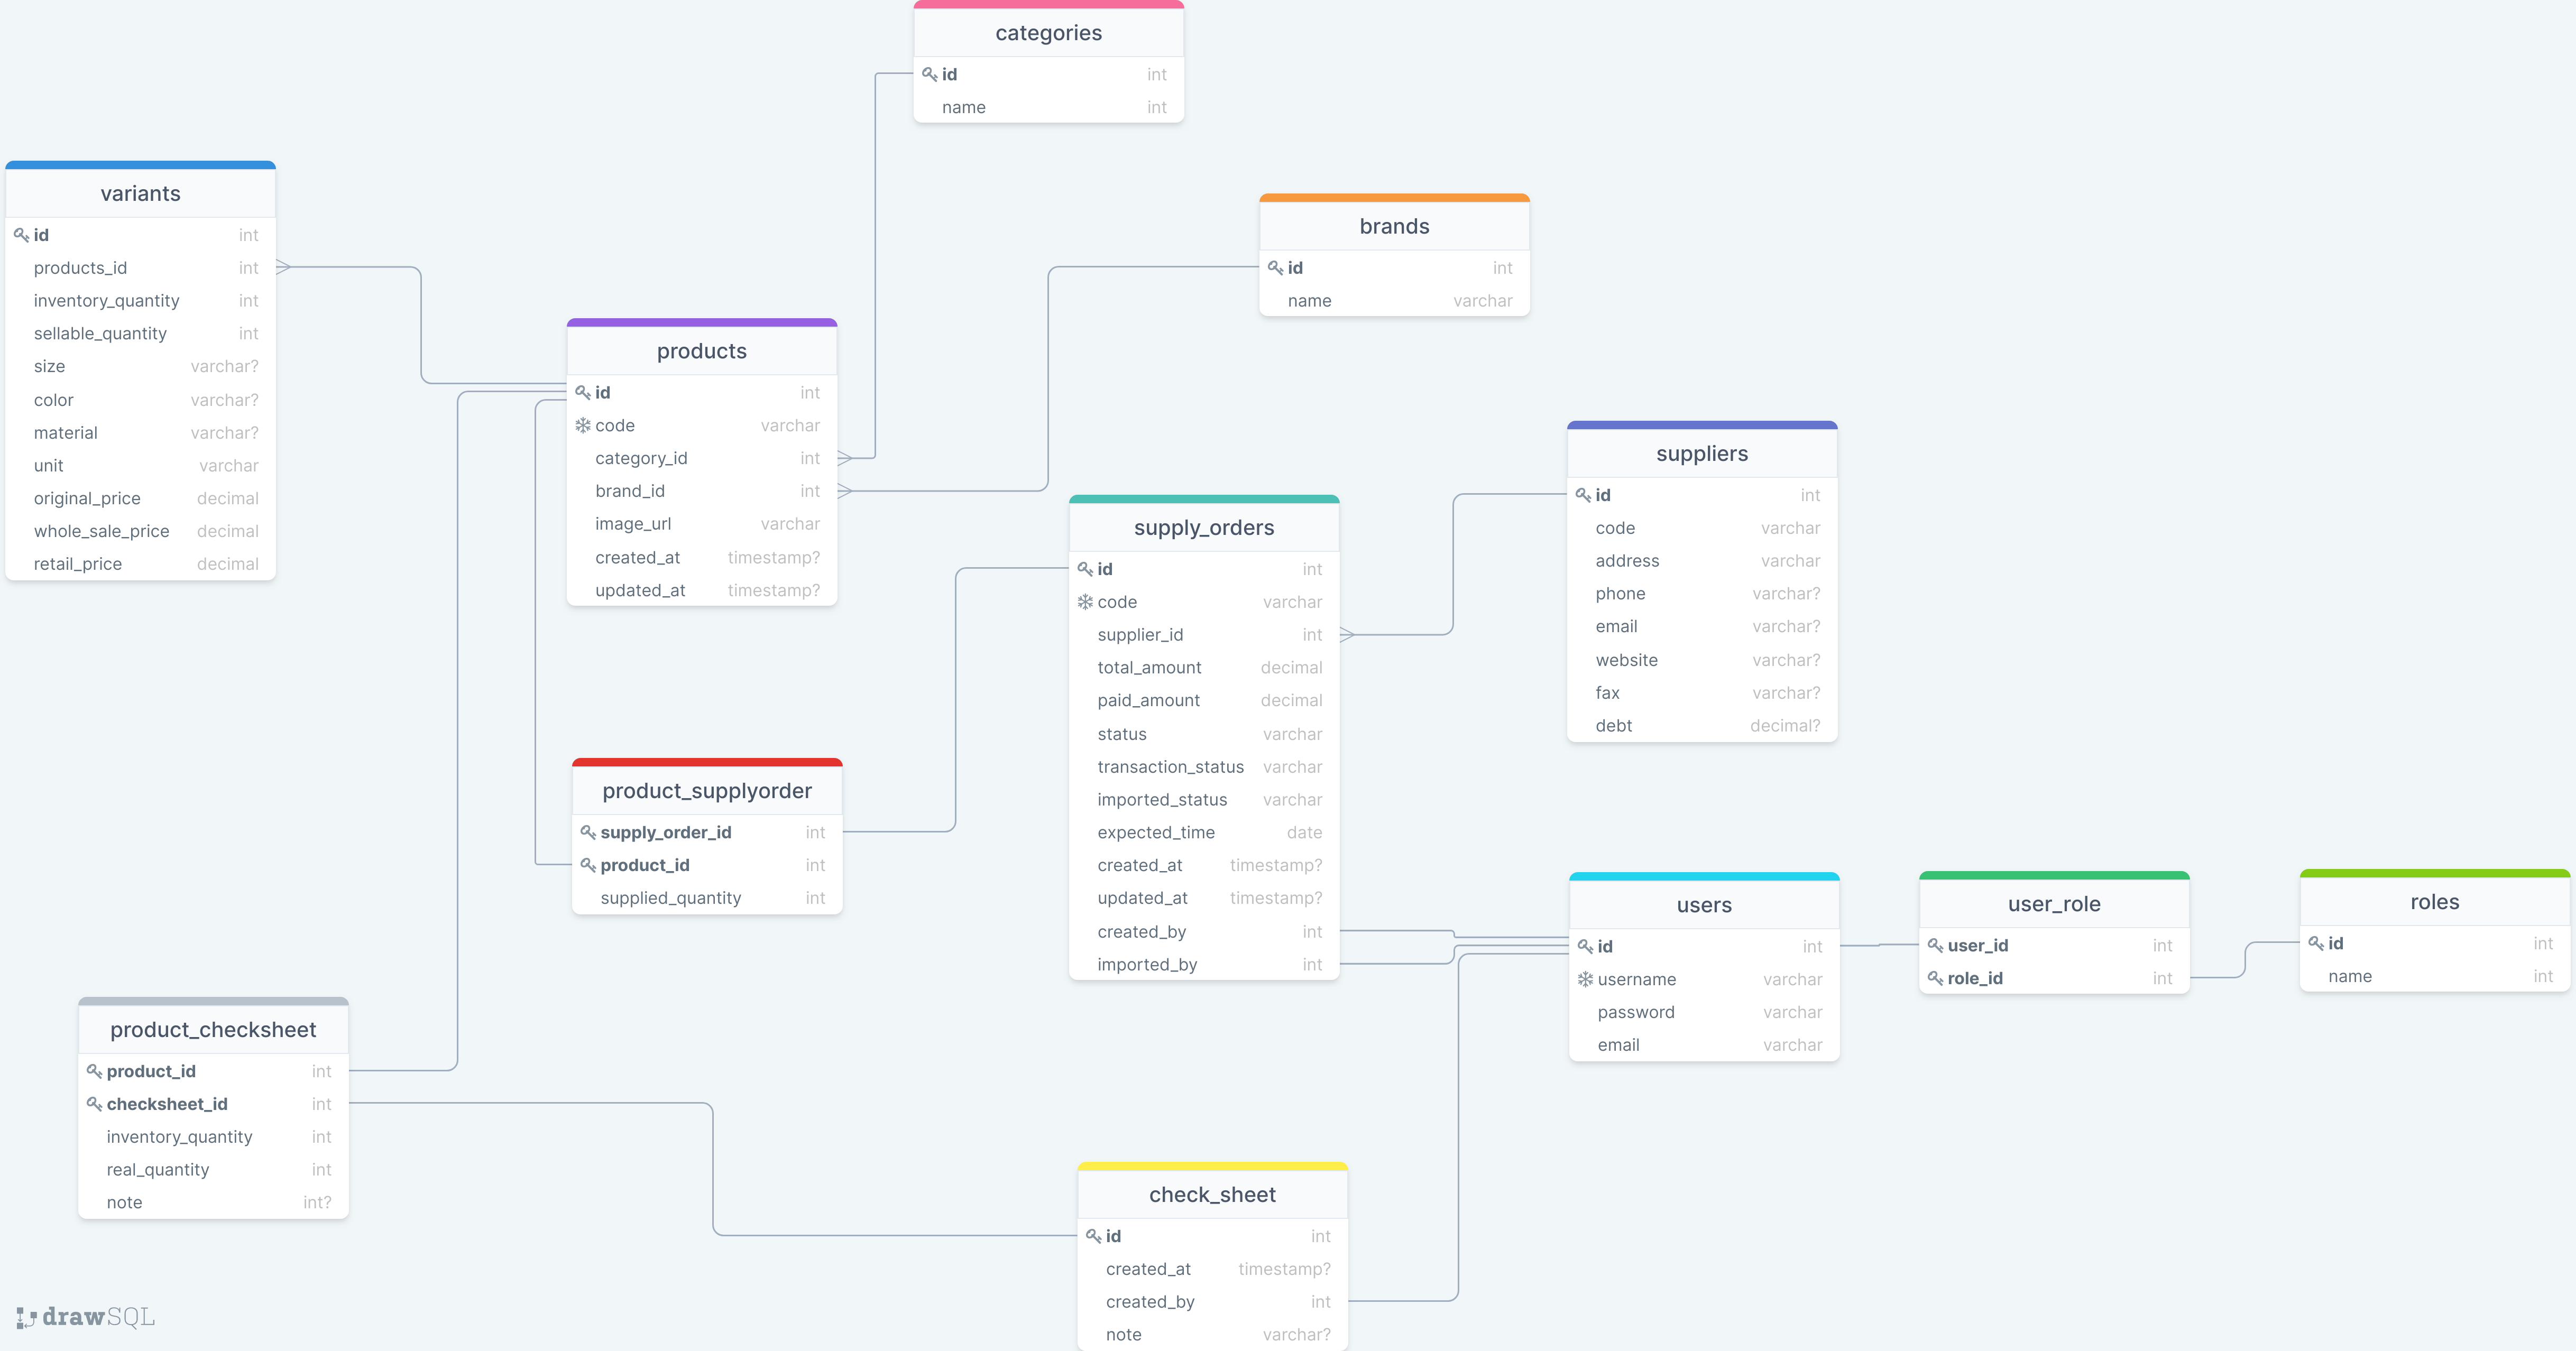 categories
id int
name int
variants
id int
products_id int
inventory_quantity int
sellable_quantity int
size varchar?
color varchar?
material varchar?
unit varchar
original_price decimal
whole_sale_price decimal
retail_price decimal
brands
id int
name varchar
products
id int
code varchar
category_id int
brand_id int
image_url varchar
created_at timestamp?
updated_at timestamp?
suppliers
id int
code varchar
address varchar
phone varchar?
email varchar?
website varchar?
fax varchar?
debt decimal?
supply_orders
id int
code varchar
supplier_id int
total_amount decimal
paid_amount decimal
status varchar
transaction_status varchar
imported_status varchar
expected_time date
created_at timestamp?
updated_at timestamp?
created_by int
imported_by int
product_supplyorder
supply_order_id int
product_id int
supplied_quantity int
users
id int
username varchar
password varchar
email varchar
user_role
user_id int
role_id int
roles
id int
name int
product_checksheet
product_id int
checksheet_id int
inventory_quantity int
real_quantity int
note int?
check_sheet
id int
created_at timestamp?
created_by int
note varchar?
drawSQL